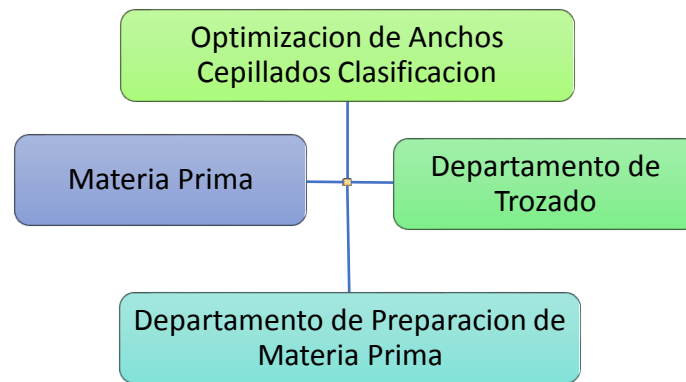 Optimizacion de Anchos
Cepillados Clasificacion
Materia Prima
Departamento de
Trozado
Departamento de Preparacion de
Materia Prima